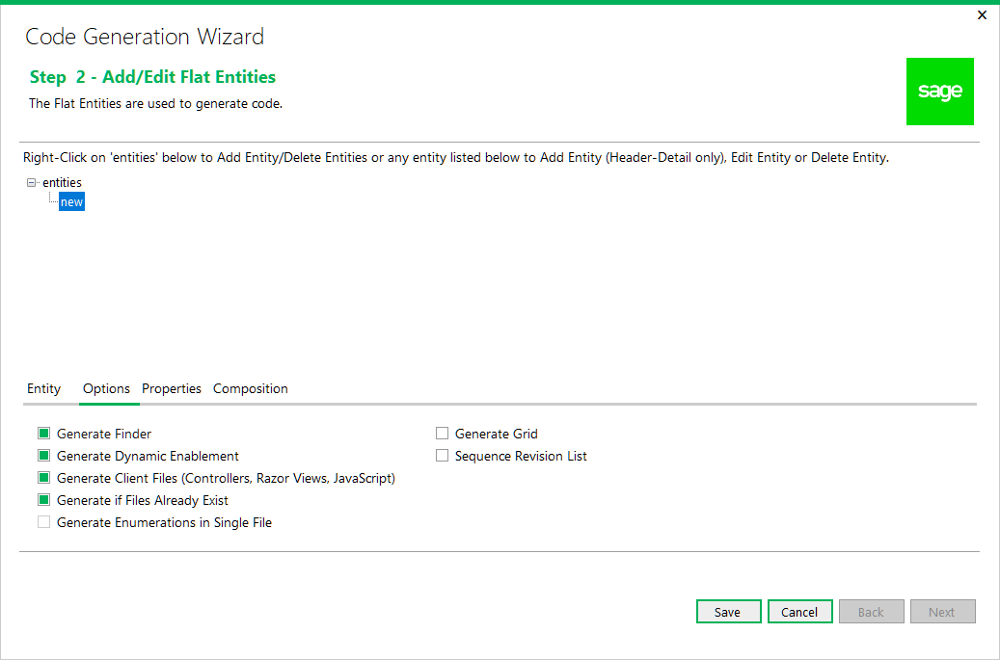 Code Generation Wizard
Step 2 - Add/Edit Flat Entities
The Flat Entities are used to generate code.
sage
Right-Click on 'entities' below to Add Entity/Delete Entities or any entity listed below to Add Entity (Header-Detail only), Edit Entity or Delete Entity.
entities
new
Entity Options Properties Composition
Generate Finder
Generate Dynamic Enablement
Generate Client Files (Controllers, Razor Views, JavaScript)
Generate if Files Already Exist
Generate Enumerations in Single File
Generate Grid
Sequence Revision List
Save Cancel Back Next